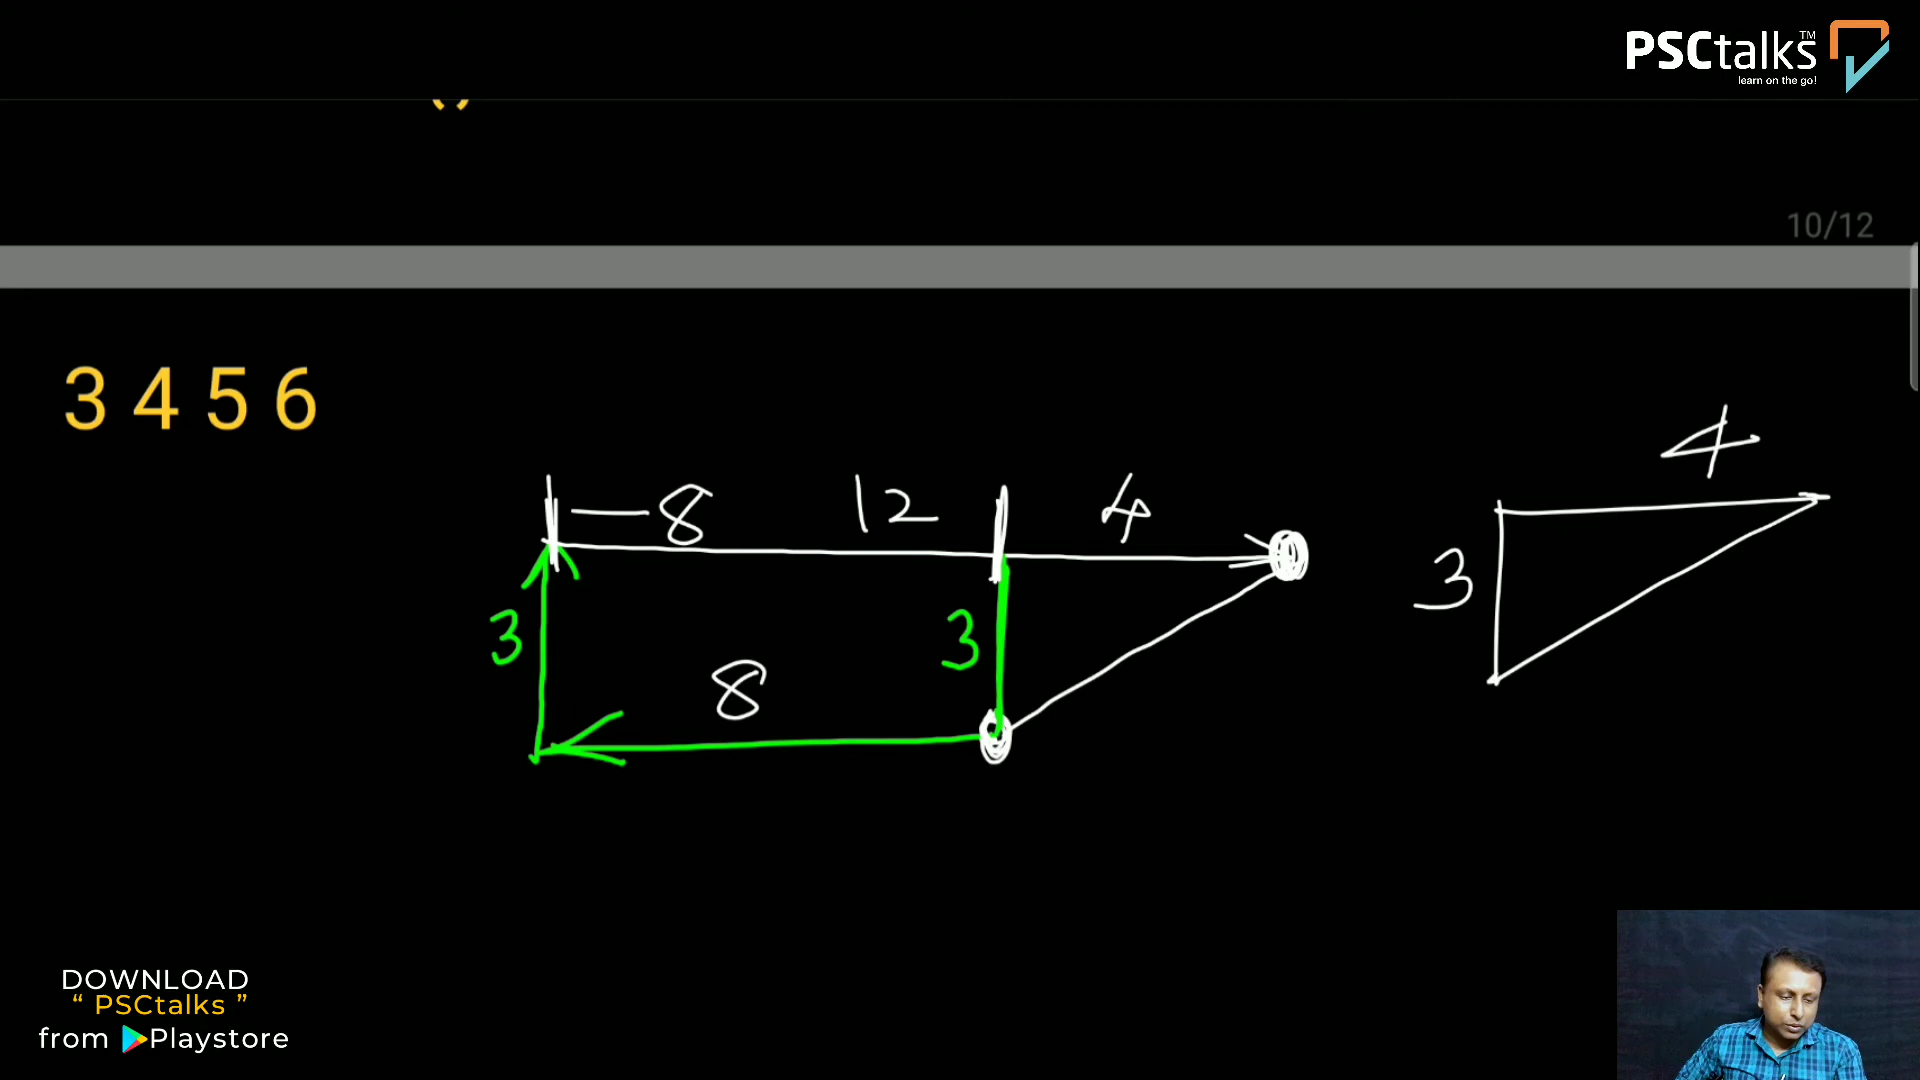 PSCtalks™
learn on the go!
10/12
3 4 5 6
8 12 4
3 3
8
4
3
DOWNLOAD
“ PSCtalks ”
from Playstore